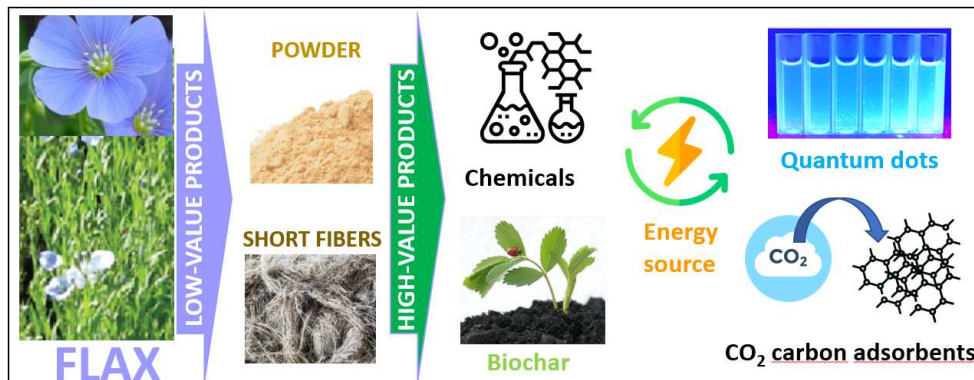 FLAX
LOW-VALUE PRODUCTS
POWDER
SHORT FIBERS
HIGH-VALUE PRODUCTS
Chemicals
Biochar
Energy
source
Quantum dots
CO₂
CO₂ carbon adsorbents